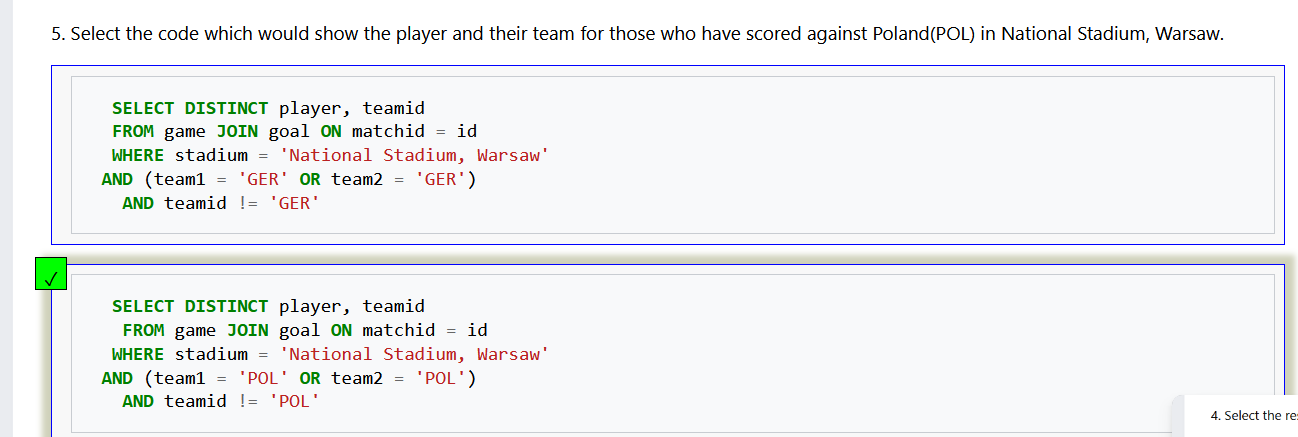 5. Select the code which would show the player and their team for those who have scored against Poland(POL) in National Stadium, Warsaw.
SELECT DISTINCT player, teamid
FROM game JOIN goal ON matchid = id
WHERE stadium = 'National Stadium, Warsaw'
AND (team1 = 'GER' OR team2 = 'GER')
AND teamid != 'GER'
✓
SELECT DISTINCT player, teamid
FROM game JOIN goal ON matchid = id
WHERE stadium = 'National Stadium, Warsaw'
AND (team1 = 'POL' OR team2 = 'POL')
AND teamid != 'POL'
4. Select the